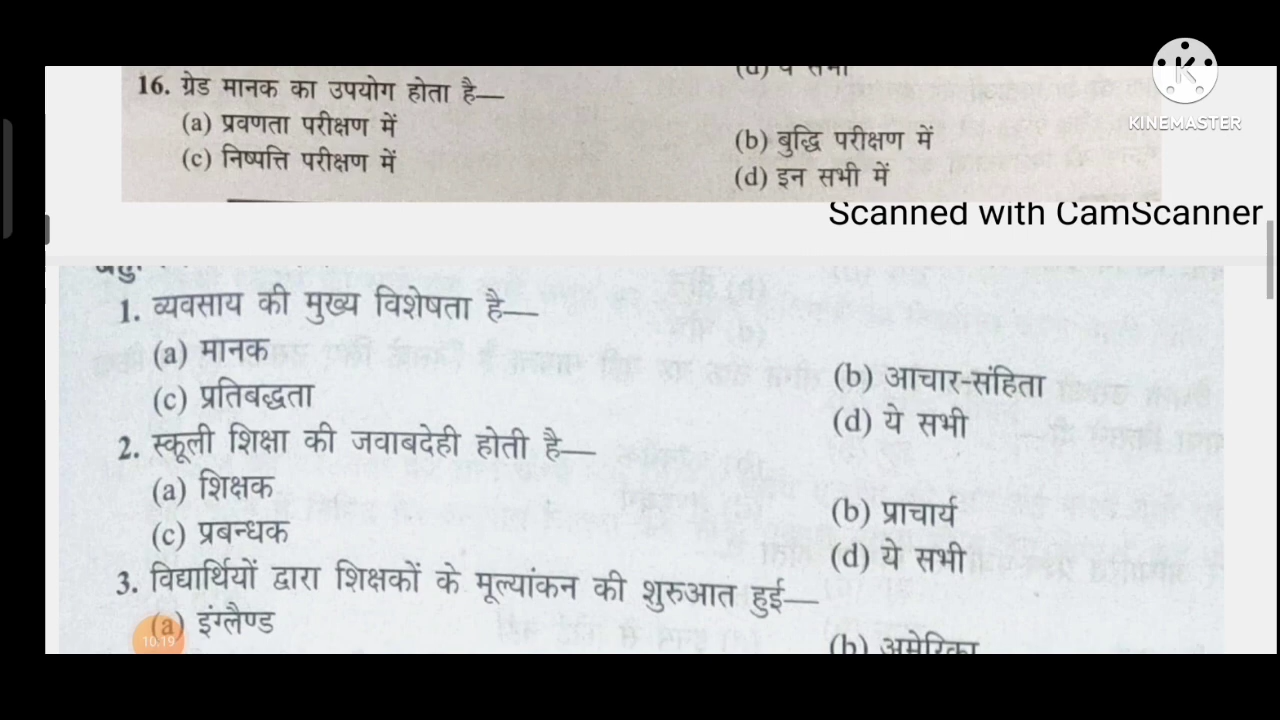 (d) ये सभी
16. ग्रेड मानक का उपयोग होता है—
(a) प्रवणता परीक्षण में
(b) बुद्धि परीक्षण में
(c) निष्पत्ति परीक्षण में
(d) इन सभी में
KINEMASTER
Scanned with CamScanner
1. व्यवसाय की मुख्य विशेषता है—
(a) मानक
(b) आचार-संहिता
(c) प्रतिबद्धता
(d) ये सभी
2. स्कूली शिक्षा की जवाबदेही होती है—
(a) शिक्षक
(b) प्राचार्य
(c) प्रबन्धक
(d) ये सभी
3. विद्यार्थियों द्वारा शिक्षकों के मूल्यांकन की शुरुआत हुई—
(a) इंग्लैण्ड
(b) अमेरिका
10:19